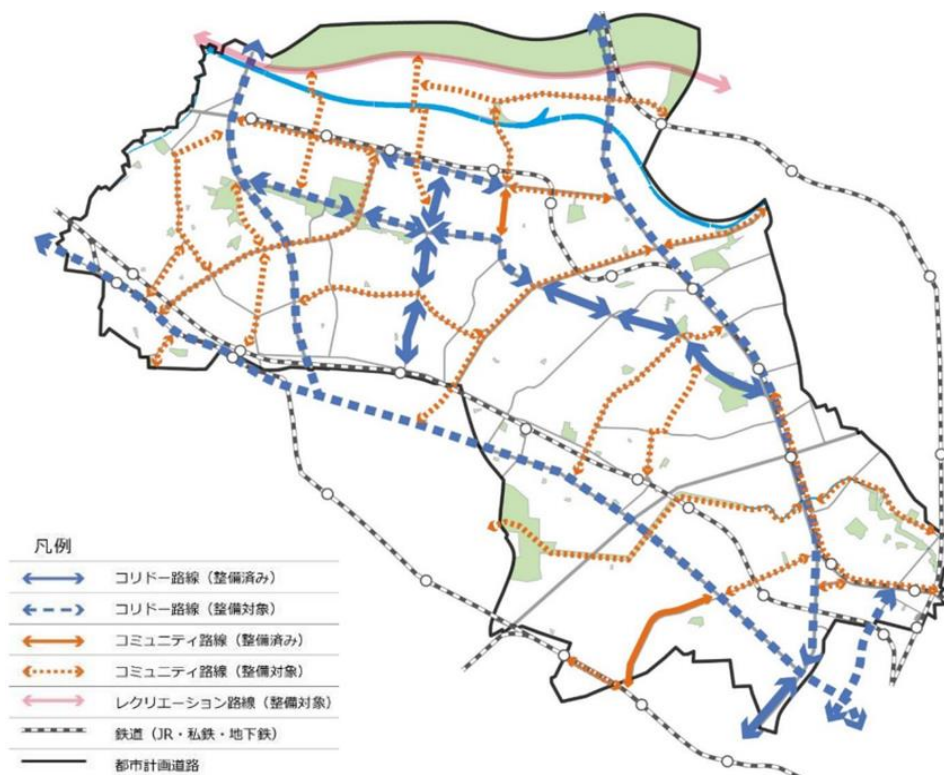 凡例
コリドー路線（整備済み）
コリドー路線（整備対象）
コミュニティ路線（整備済み）
コミュニティ路線（整備対象）
レクリエーション路線（整備対象）
鉄道（JR・私鉄・地下鉄）
都市計画道路